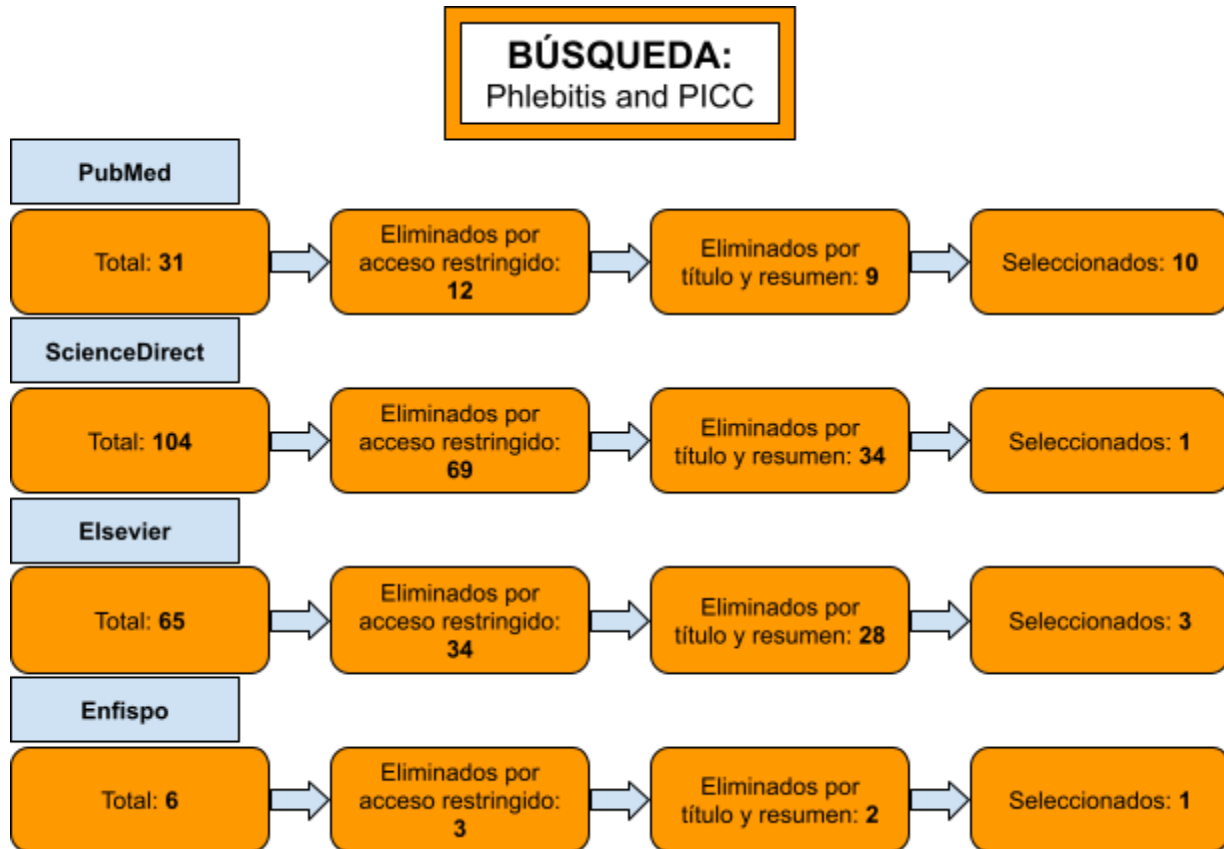 BÚSQUEDA:
Phlebitis and PICC
PubMed
Total: 31
Eliminados por
acceso restringido:
12
Eliminados por
título y resumen: 9
Seleccionados: 10
ScienceDirect
Total: 104
Eliminados por
acceso restringido:
69
Eliminados por
título y resumen: 34
Seleccionados: 1
Elsevier
Total: 65
Eliminados por
acceso restringido:
34
Eliminados por
título y resumen: 28
Seleccionados: 3
Enfispo
Total: 6
Eliminados por
acceso restringido:
3
Eliminados por
título y resumen: 2
Seleccionados: 1